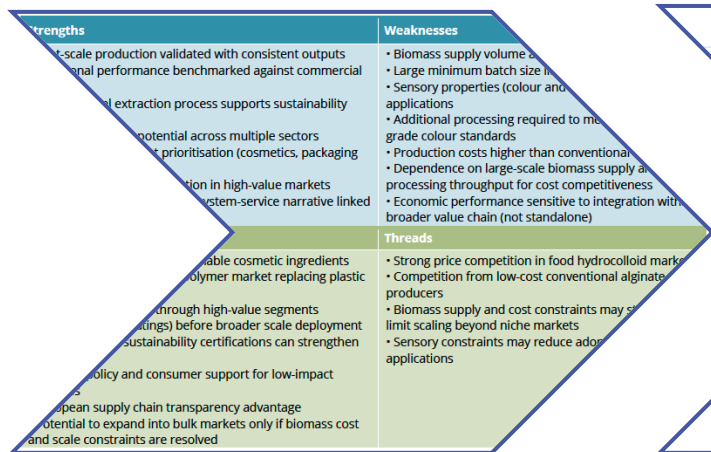 Strengths
-scale production validated with consistent outputs
performance benchmarked against commercial
extraction process supports sustainability
potential across multiple sectors
prioritisation (cosmetics, packaging
in high-value markets
narrative linked
cosmetic ingredients
market replacing plastic
through high-value segments
before broader scale deployment
sustainability certifications can strengthen
policy and consumer support for low-impact
supply chain transparency advantage
to expand into bulk markets only if biomass cost
and scale constraints are resolved
Weaknesses
• Biomass supply volume
• Large minimum batch size
• Sensory properties (colour and
applications
• Additional processing required to
grade colour standards
• Production costs higher than conventional
• Dependence on large-scale biomass supply
processing throughput for cost competitiveness
• Economic performance sensitive to integration with
broader value chain (not standalone)
Threads
• Strong price competition in food hydrocolloid
• Competition from low-cost conventional alginate
producers
• Biomass supply and cost constraints may
limit scaling beyond niche markets
• Sensory constraints may reduce
applications